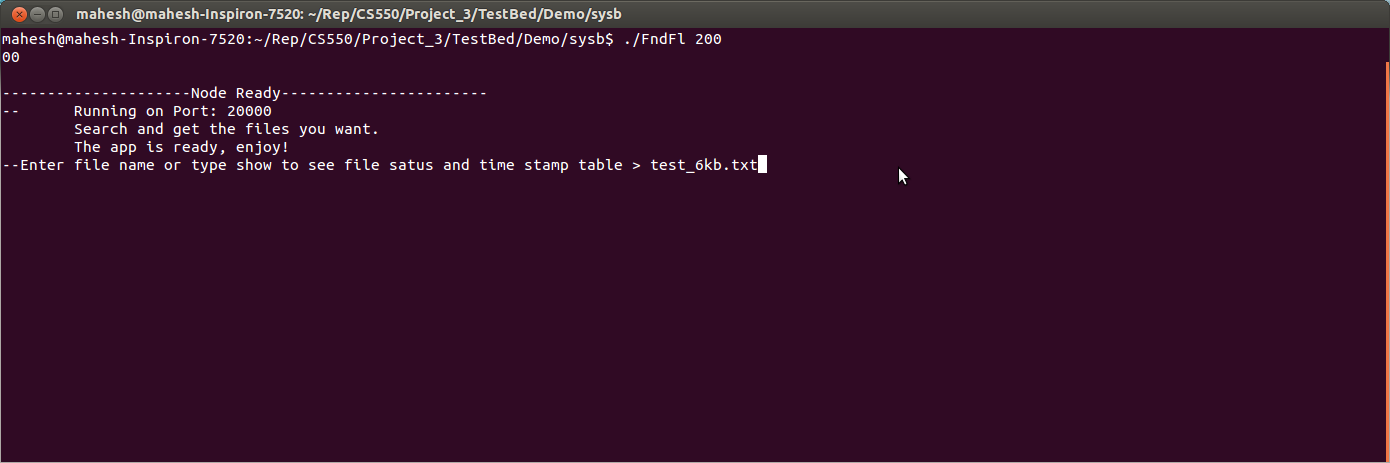 mahesh@mahesh-Inspiron-7520: ~/Rep/CS550/Project_3/TestBed/Demo/sysb
mahesh@mahesh-Inspiron-7520:~/Rep/CS550/Project_3/TestBed/Demo/sysb$ ./FndFl 200
00
---------------------Node Ready-----------------------
--      Running on Port: 20000
        Search and get the files you want.
        The app is ready, enjoy!
--Enter file name or type show to see file satus and time stamp table > test_6kb.txt